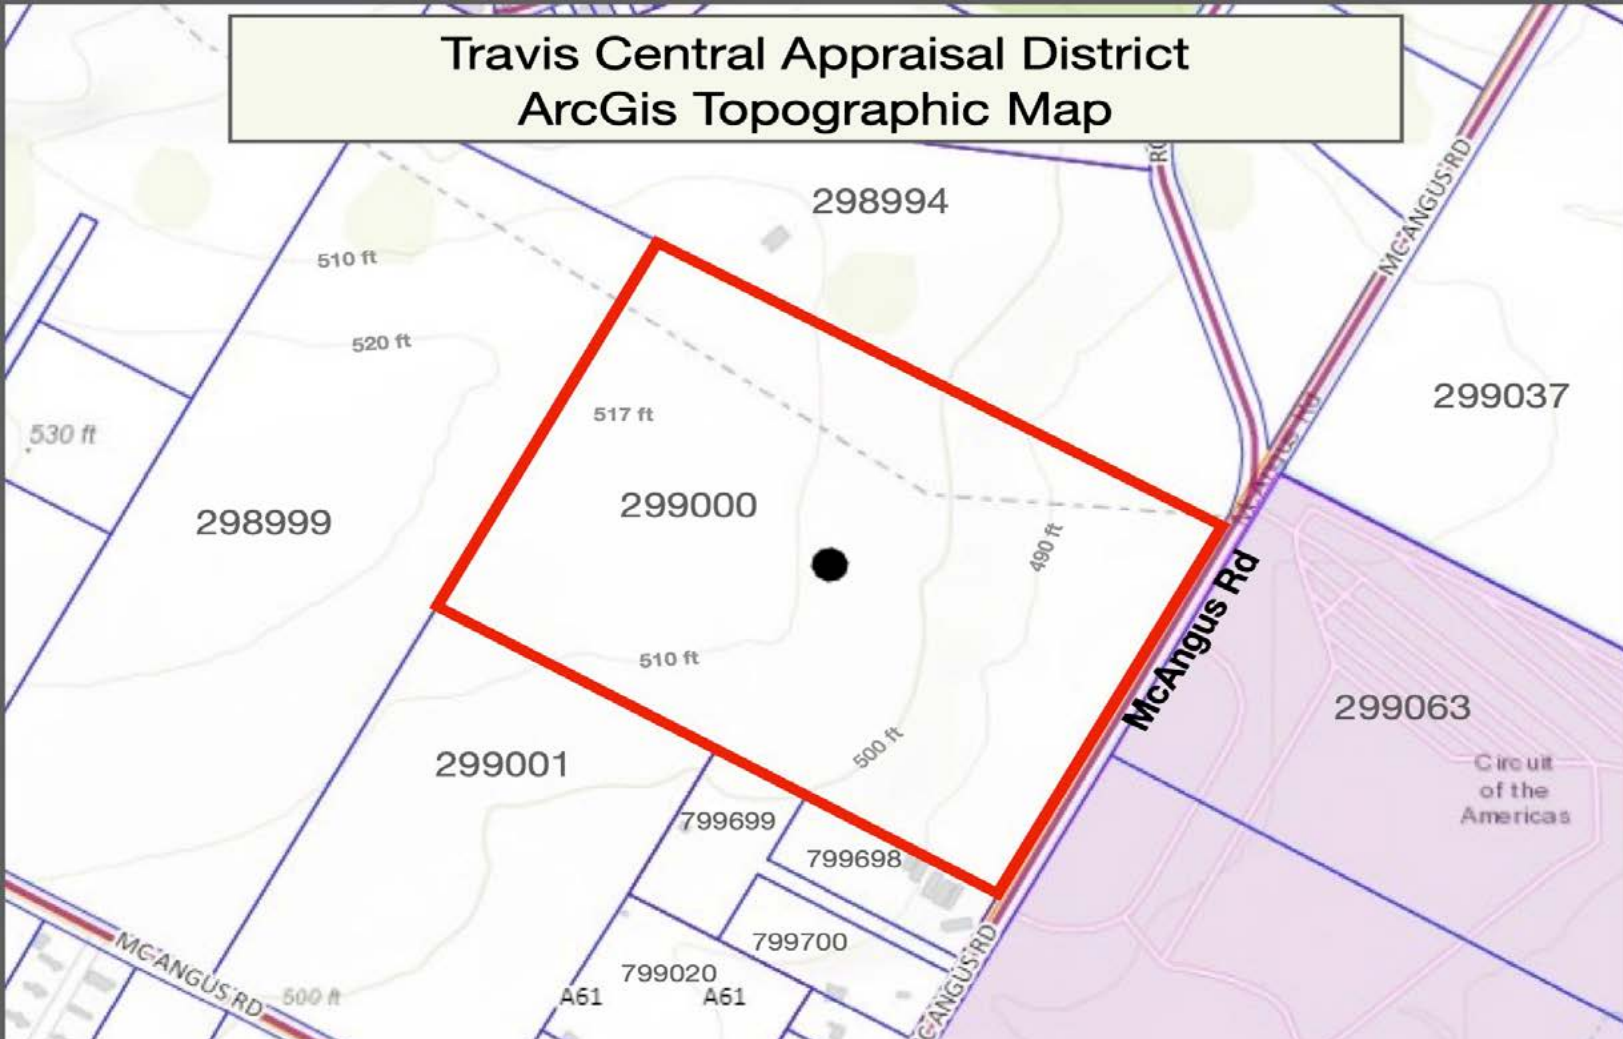 Travis Central Appraisal District
ArcGis Topographic Map
298994
MC ANGUS RD
510 ft
520 ft
299037
517 ft
530 ft
299000
298999
490 ft
McAngus Rd
510 ft
299063
500 ft
299001
Circuit
of the
Americas
799699
799698
799700
799020
A61
A61
MC ANGUS RD
500 ft